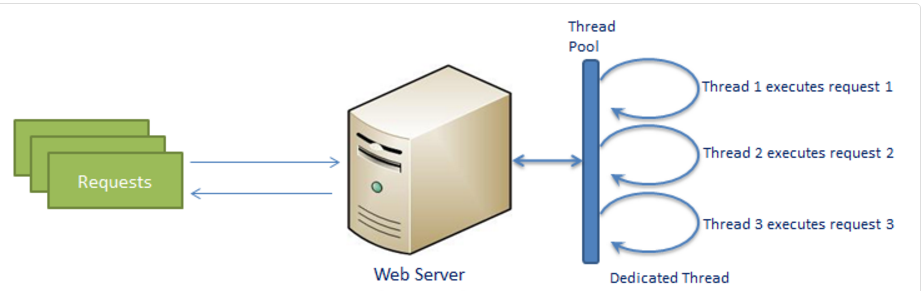 Thread
Pool
Thread 1 executes request 1
Thread 2 executes request 2
Requests
Thread 3 executes request 3
Web Server
Dedicated Thread